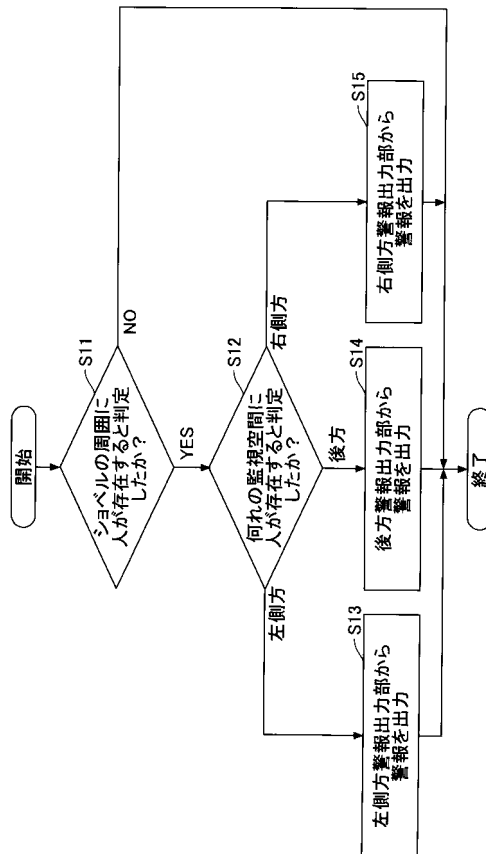 開始
S11
ショベルの周囲に
人が存在すると判定
したか？
NO
YES
S12
何れの監視空間に
人が存在すると判定
したか？
左側方
後方
右側方
S13
左側方警報出力部から
警報を出力
S14
後方警報出力部から
警報を出力
S15
右側方警報出力部から
警報を出力
終了